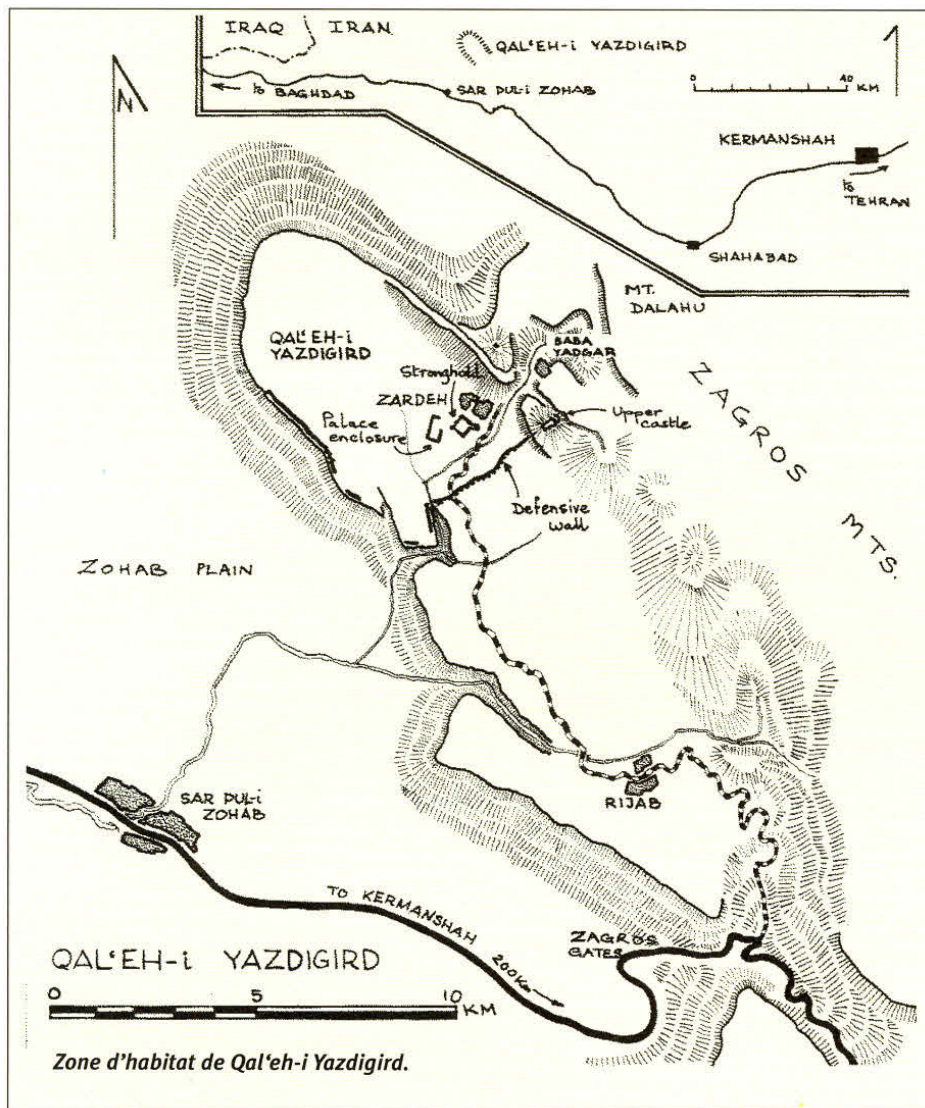 IRAQ
IRAN
QAL'EH-i YAZDIGIRD
0 40
KM
to BAGHDAD
SAR PUL-i ZOHAB
KERMANSHAH
to TEHRAN
SHAHABAD
N
MT.
DALAHU
QAL'EH-i
YAZDIGIRD
BABA
YADGAR
Stronghold
ZARDEH
Palace
enclosure
Upper
castle
ZAGROS MTS.
Defensive
wall
ZOHAB PLAIN
RIJAB
SAR PUL-i
ZOHAB
TO KERMANSHAH
200Km
ZAGROS
GATES
QAL'EH-i YAZDIGIRD
0 5 10
KM
Zone d'habitat de Qal'eh-i Yazdigird.